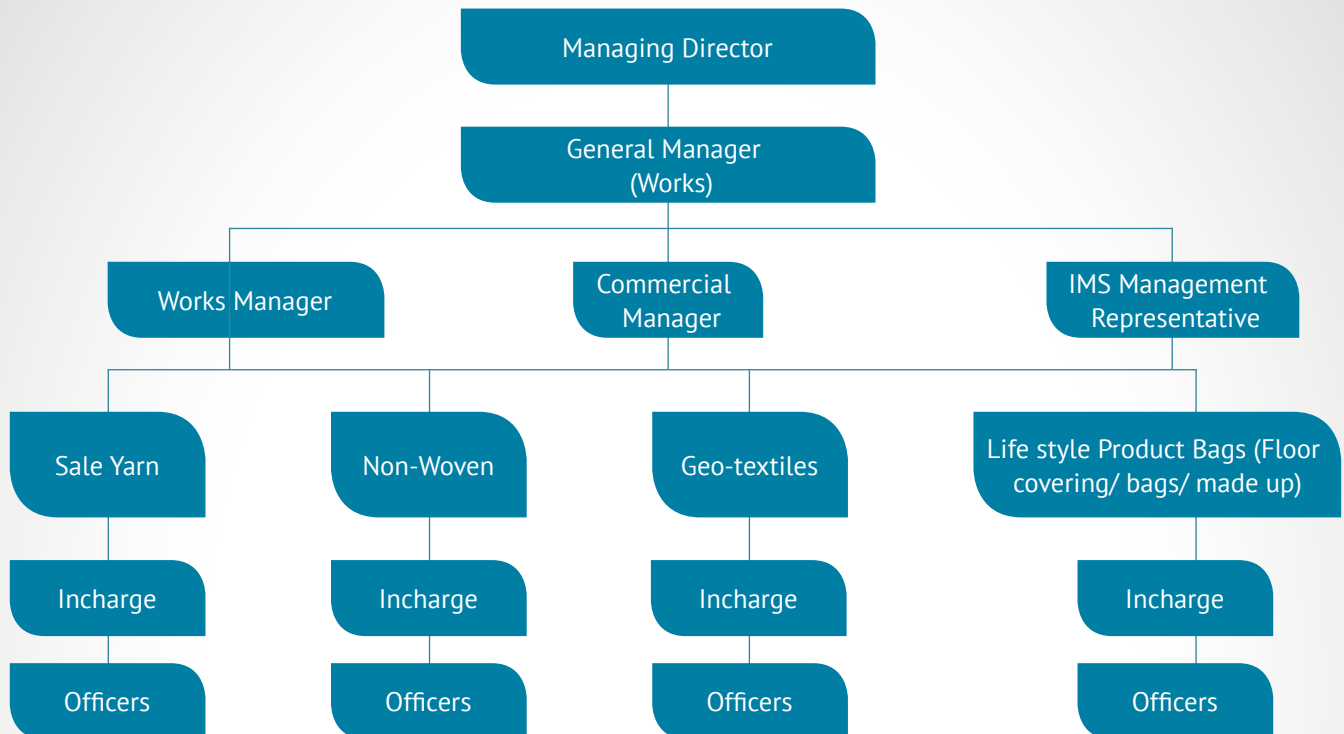 Managing Director
General Manager
(Works)
Works Manager
Commercial
Manager
IMS Management
Representative
Sale Yarn
Non-Woven
Geo-textiles
Life style Product Bags (Floor
covering/ bags/ made up)
Incharge
Incharge
Incharge
Incharge
Officers
Officers
Officers
Officers